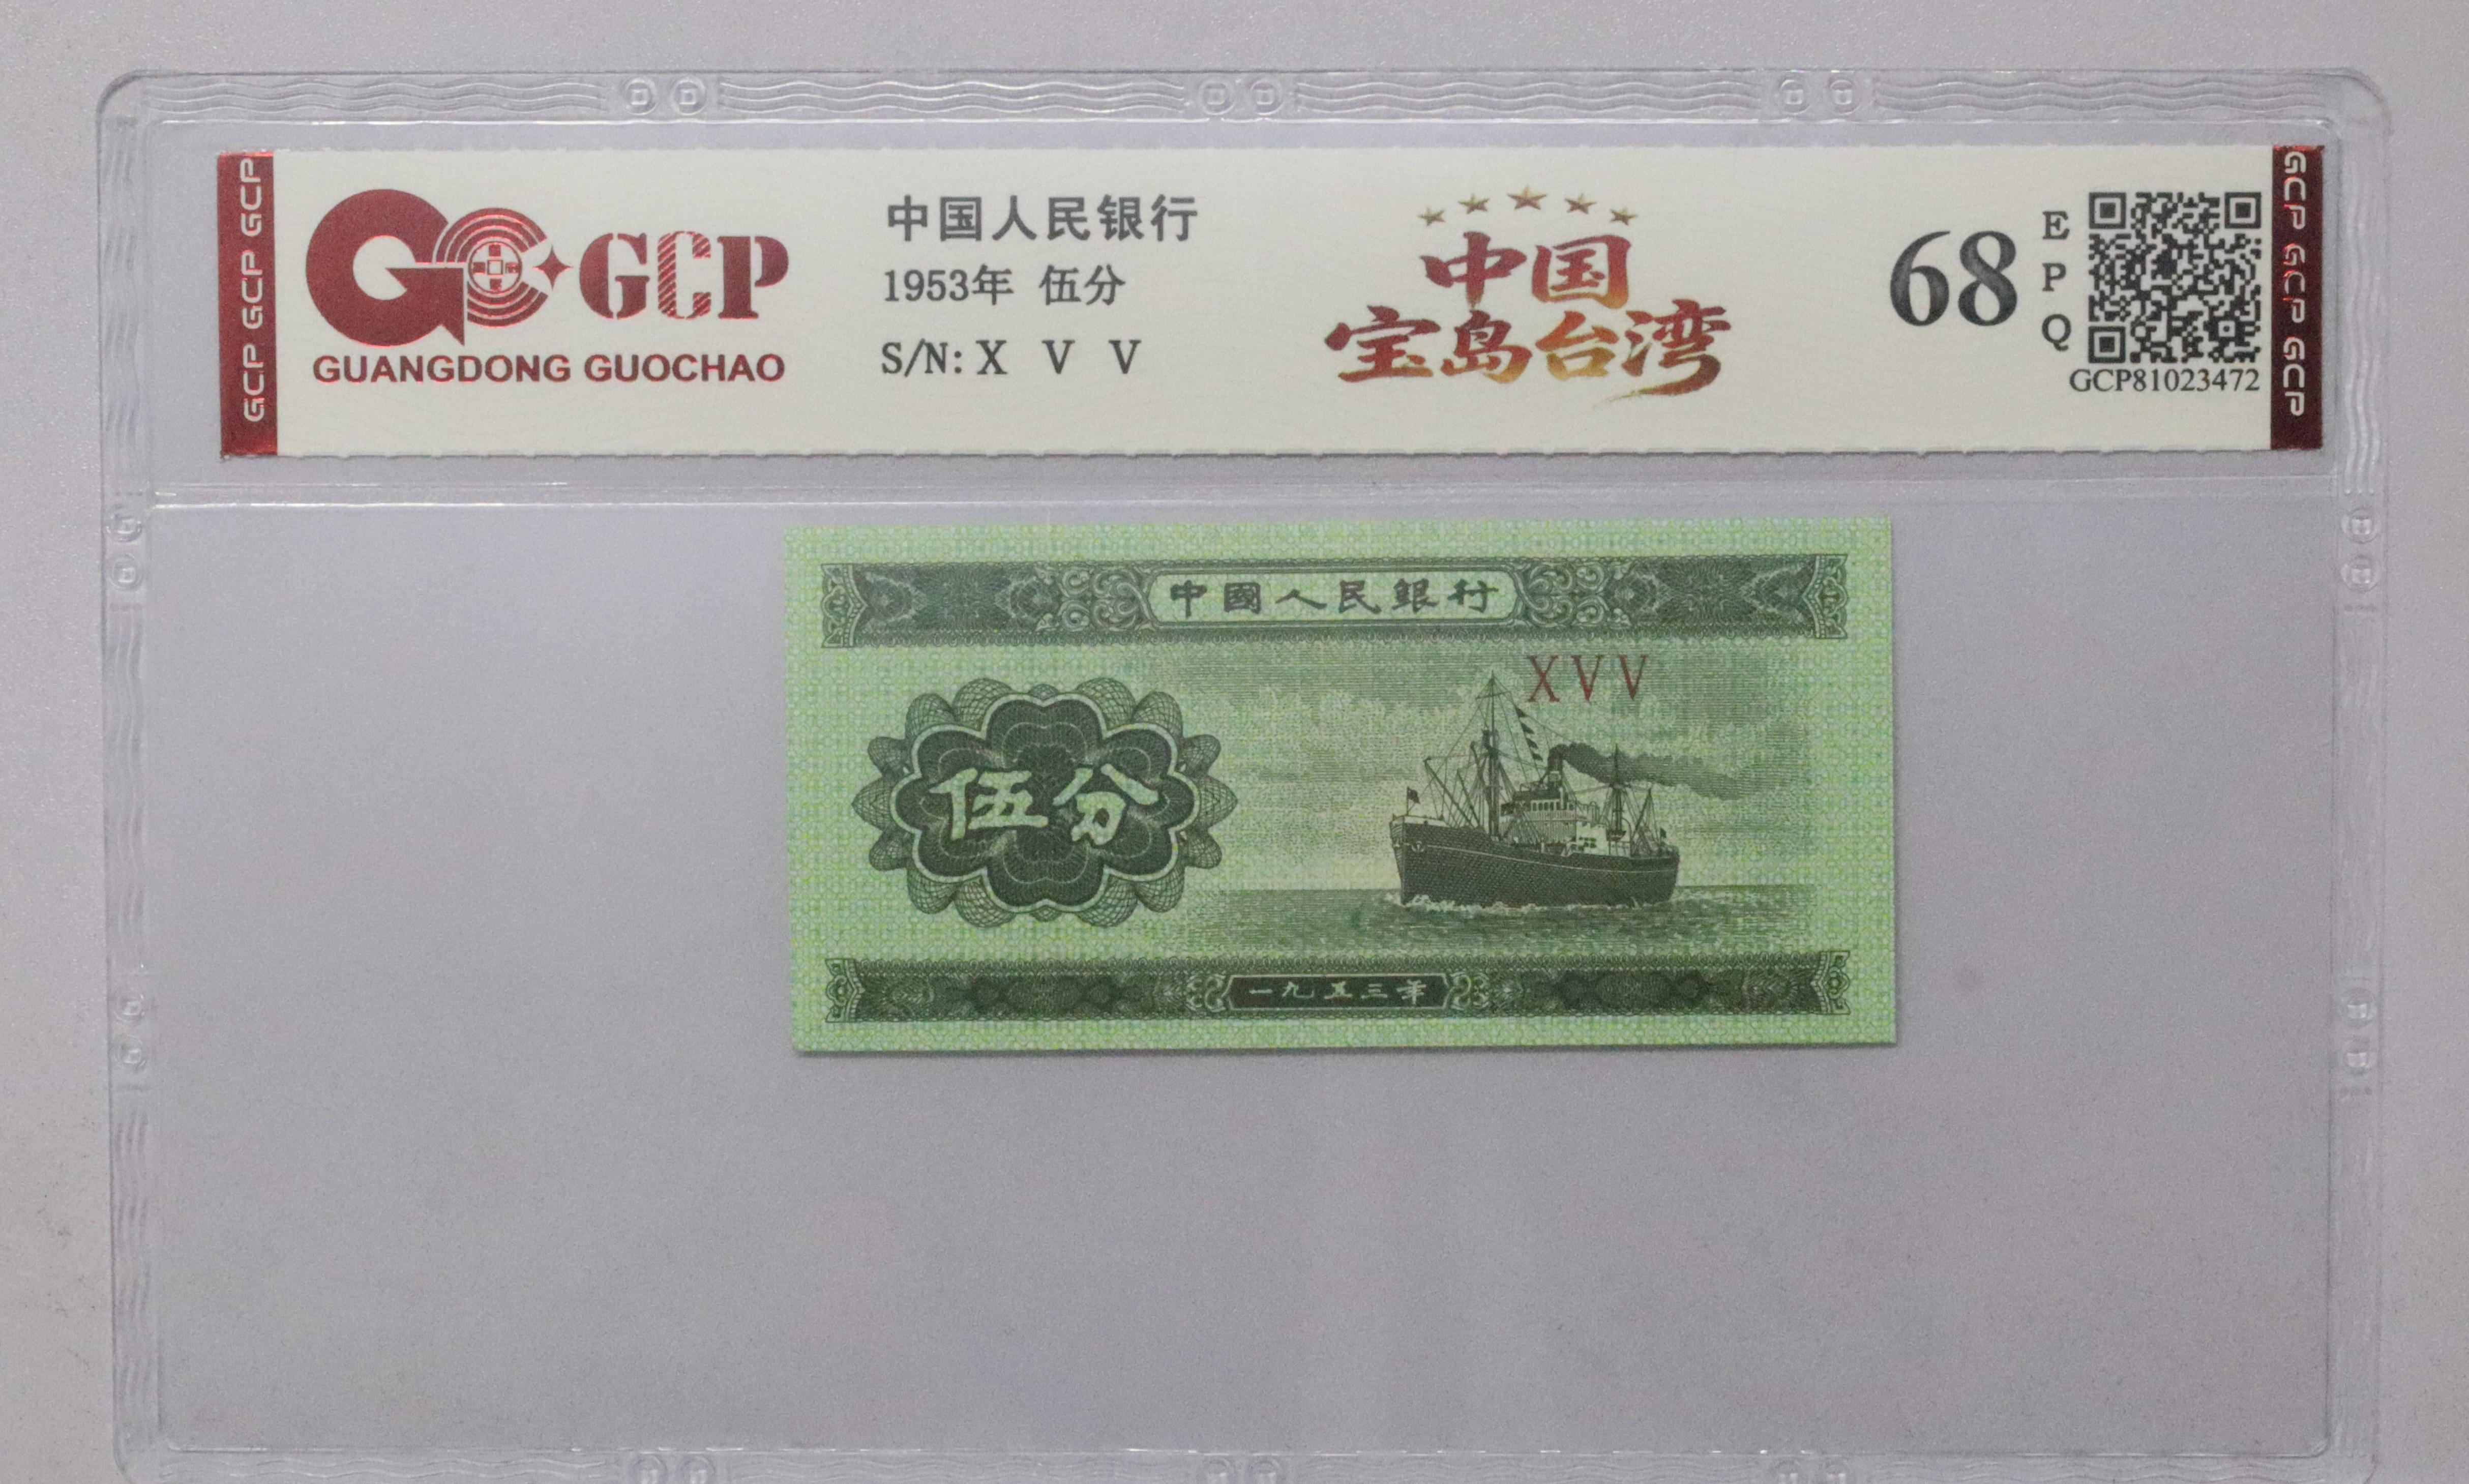 GCP GCP GCP
GCP
GUANGDONG GUOCHAO
中国人民银行
1953年 伍分
S/N: X V V
中国
宝岛台湾
68
E
P
Q
GCP81023472
GCP GCP GCP
中國人民銀行
XVV
伍分
一九五三年